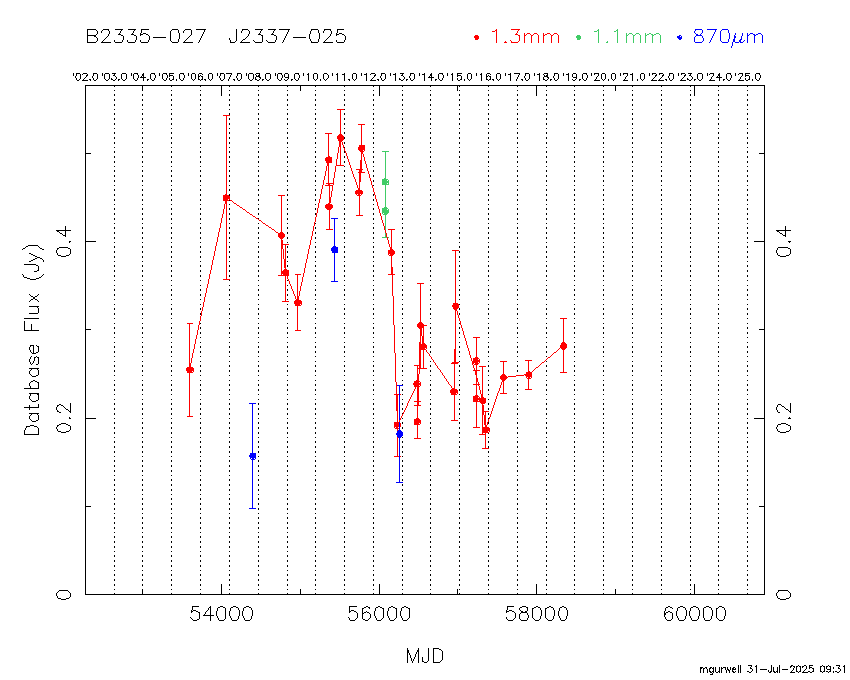 B2335-027 J2337-025 1.3mm 1.1mm 870μm
'02.0 '03.0 '04.0 '05.0 '06.0 '07.0 '08.0 '09.0 '10.0 '11.0 '12.0 '13.0 '14.0 '15.0 '16.0 '17.0 '18.0 '19.0 '20.0 '21.0 '22.0 '23.0 '24.0 '25.0
0.4 0.4
Database Flux (Jy)
0.2 0.2
0 0
54000 56000 58000 60000
MJD
mgurwell 31-Jul-2025 09:31